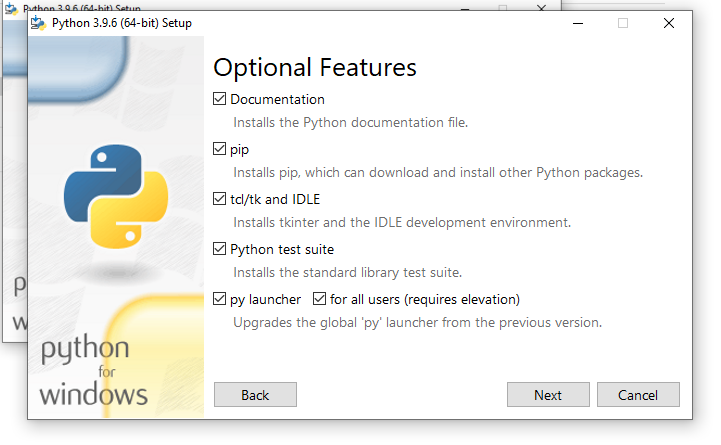 Python 3.9.6 (64-bit) Setup
Python 3.9.6 (64-bit) Setup
Optional Features
Documentation
Installs the Python documentation file.
pip
Installs pip, which can download and install other Python packages.
tcl/tk and IDLE
Installs tkinter and the IDLE development environment.
Python test suite
Installs the standard library test suite.
py launcher for all users (requires elevation)
Upgrades the global 'py' launcher from the previous version.
python
for
windows
Back Next Cancel